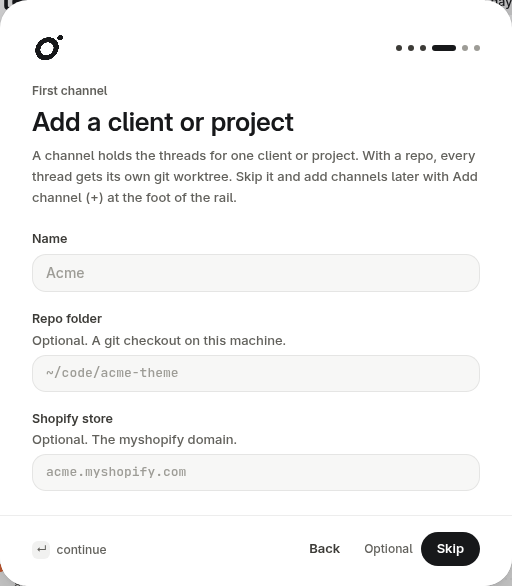 First channel
Add a client or project
A channel holds the threads for one client or project. With a repo, every
thread gets its own git worktree. Skip it and add channels later with Add
channel (+) at the foot of the rail.
Name
Acme
Repo folder
Optional. A git checkout on this machine.
~/code/acme-theme
Shopify store
Optional. The myshopify domain.
acme.myshopify.com
↵ continue
Back
Optional
Skip